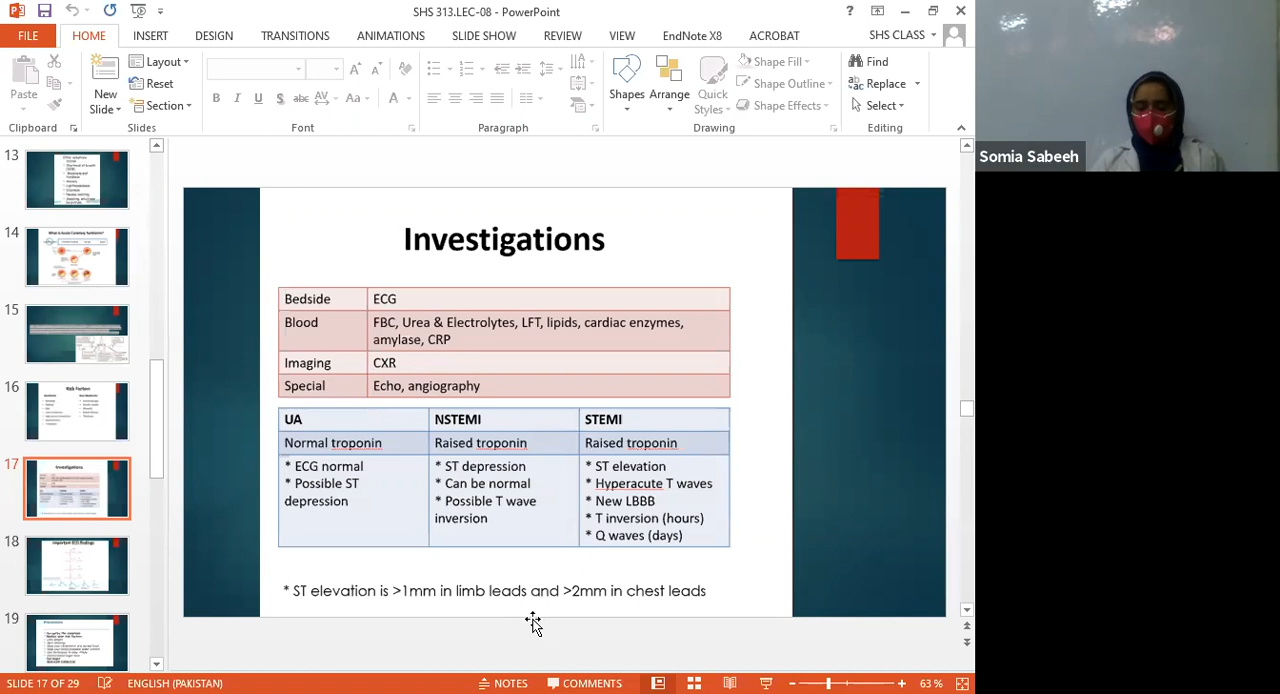 SHS 313.LEC-08 - PowerPoint
FILE
HOME
INSERT
DESIGN
TRANSITIONS
ANIMATIONS
SLIDE SHOW
REVIEW
VIEW
EndNote X8
ACROBAT
SHS CLASS
Paste
New
Slide
Layout
Reset
Section
Shapes
Arrange
Quick
Styles
Shape Fill
Shape Outline
Shape Effects
Find
Replace
Select
Clipboard
Slides
Font
Paragraph
Drawing
Editing
Somia Sabeeh
13
14
15
16
17
18
19
Investigations
Bedside ECG
Blood FBC, Urea & Electrolytes, LFT, lipids, cardiac enzymes,
amylase, CRP
Imaging CXR
Special Echo, angiography
UA NSTEMI STEMI
Normal troponin Raised troponin Raised troponin
* ECG normal
* Possible ST
depression
* ST depression
* Can be normal
* Possible T wave
inversion
* ST elevation
* Hyperacute T waves
* New LBBB
* T inversion (hours)
* Q waves (days)
* ST elevation is >1mm in limb leads and >2mm in chest leads
SLIDE 17 OF 29
ENGLISH (PAKISTAN)
NOTES
COMMENTS
63 %